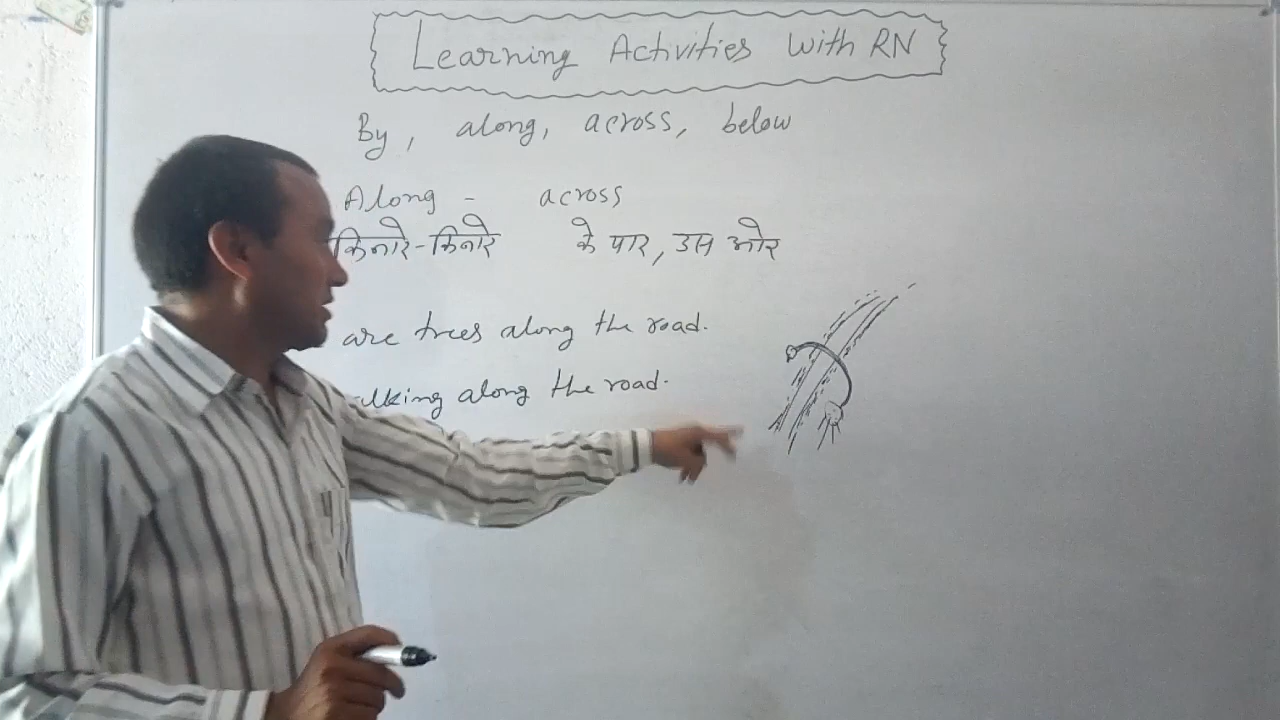 Learning Activities With RN
By, along, across, below
Along - across
किनारे-किनोरे के पार, उस ओर
are trees along the road.
alking along the road.